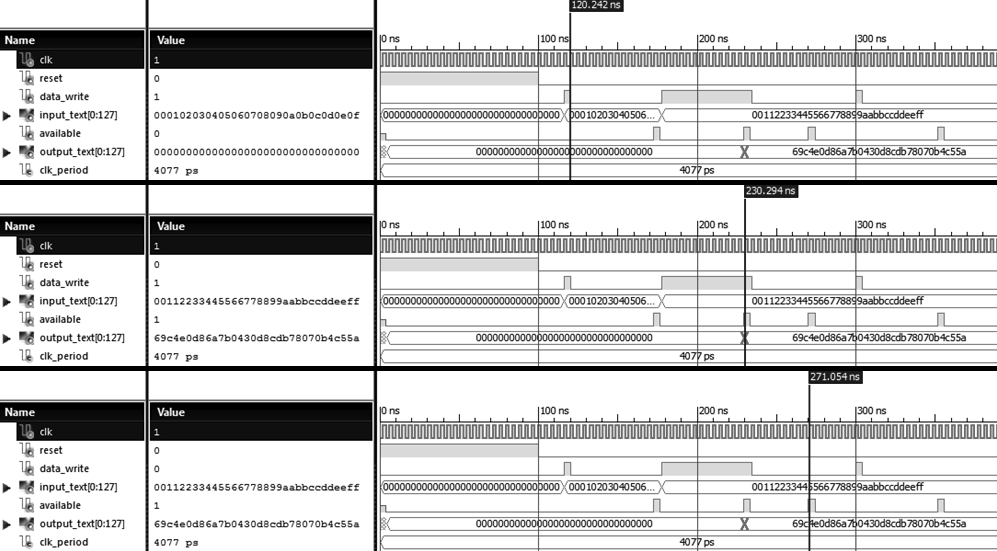 120.242 ns
Name Value 0 ns 100 ns 200 ns 300 ns
clk 1
reset 0
data_write 1
input_text[0:127] 000102030405060708090a0b0c0d0e0f 00000000000000000000000000000000 00010203040506... 00112233445566778899aabbccddeeff
available 0
output_text[0:127] 00000000000000000000000000000000 00000000000000000000000000000000 69c4e0d86a7b0430d8cdb78070b4c55a
clk_period 4077 ps 4077 ps
230.294 ns
Name Value 0 ns 100 ns 200 ns 300 ns
clk 1
reset 0
data_write 1
input_text[0:127] 00112233445566778899aabbccddeeff 00000000000000000000000000000000 00010203040506... 00112233445566778899aabbccddeeff
available 1
output_text[0:127] 69c4e0d86a7b0430d8cdb78070b4c55a 00000000000000000000000000000000 69c4e0d86a7b0430d8cdb78070b4c55a
clk_period 4077 ps 4077 ps
271.054 ns
Name Value 0 ns 100 ns 200 ns 300 ns
clk 1
reset 0
data_write 0
input_text[0:127] 00112233445566778899aabbccddeeff 00000000000000000000000000000000 00010203040506... 00112233445566778899aabbccddeeff
available 1
output_text[0:127] 69c4e0d86a7b0430d8cdb78070b4c55a 00000000000000000000000000000000 69c4e0d86a7b0430d8cdb78070b4c55a
clk_period 4077 ps 4077 ps